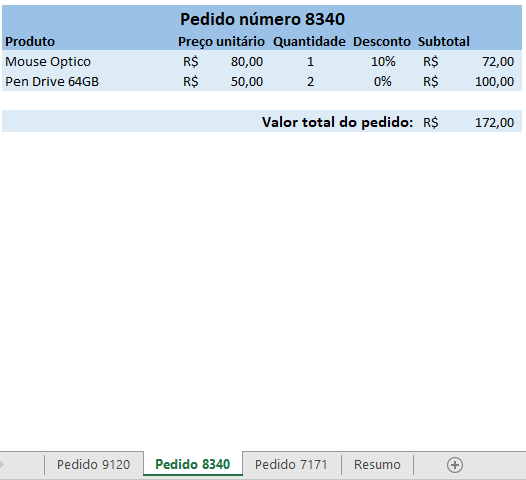 Pedido número 8340
Produto Preço unitário Quantidade Desconto Subtotal
Mouse Optico R$ 80,00 1 10% R$ 72,00
Pen Drive 64GB R$ 50,00 2 0% R$ 100,00
Valor total do pedido: R$ 172,00
Pedido 9120 Pedido 8340 Pedido 7171 Resumo